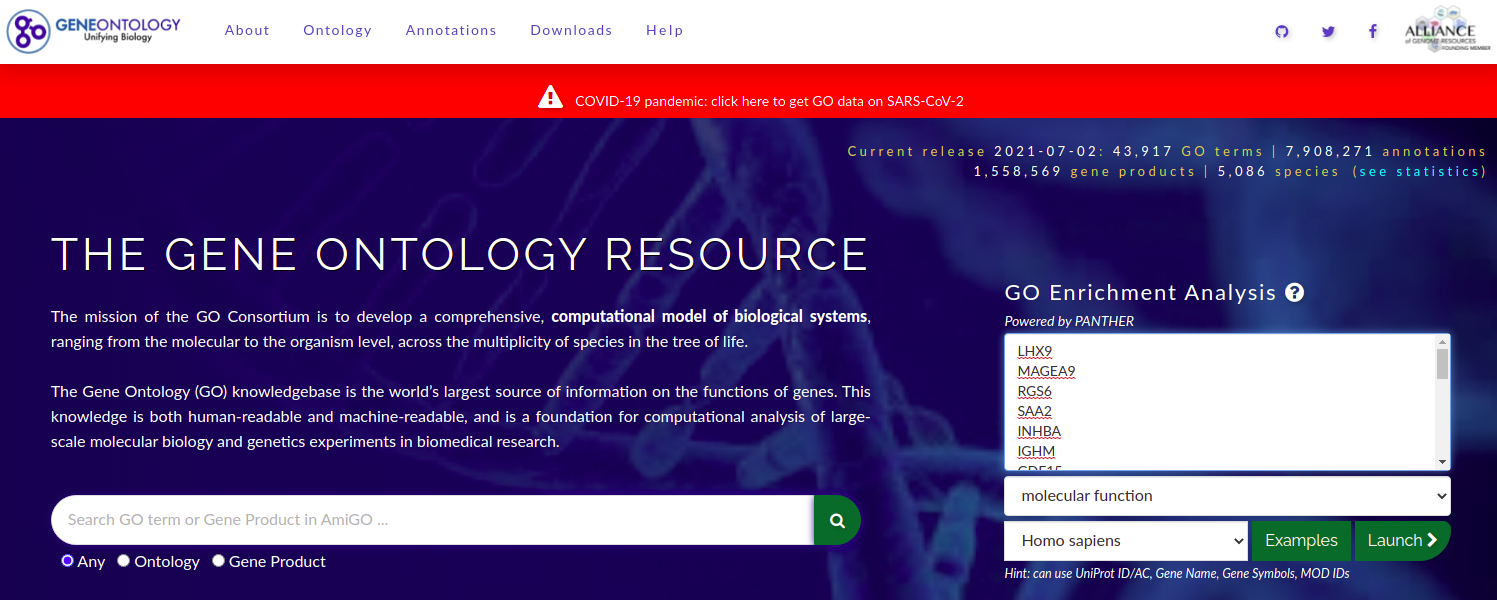 GENEONTOLOGY
Unifying Biology
About Ontology Annotations Downloads Help
ALLIANCE
of GENOME RESOURCES
FOUNDING MEMBER
COVID-19 pandemic: click here to get GO data on SARS-CoV-2
Current release 2021-07-02: 43,917 GO terms | 7,908,271 annotations
1,558,569 gene products | 5,086 species (see statistics)
THE GENE ONTOLOGY RESOURCE
The mission of the GO Consortium is to develop a comprehensive, computational model of biological systems,
ranging from the molecular to the organism level, across the multiplicity of species in the tree of life.
The Gene Ontology (GO) knowledgebase is the world's largest source of information on the functions of genes. This
knowledge is both human-readable and machine-readable, and is a foundation for computational analysis of large-
scale molecular biology and genetics experiments in biomedical research.
Search GO term or Gene Product in AmiGO ...
Any Ontology Gene Product
GO Enrichment Analysis
Powered by PANTHER
LHX9
MAGEA9
RGS6
SAA2
INHBA
IGHM
molecular function
Homo sapiens Examples Launch
Hint: can use UniProt ID/AC, Gene Name, Gene Symbols, MOD IDs